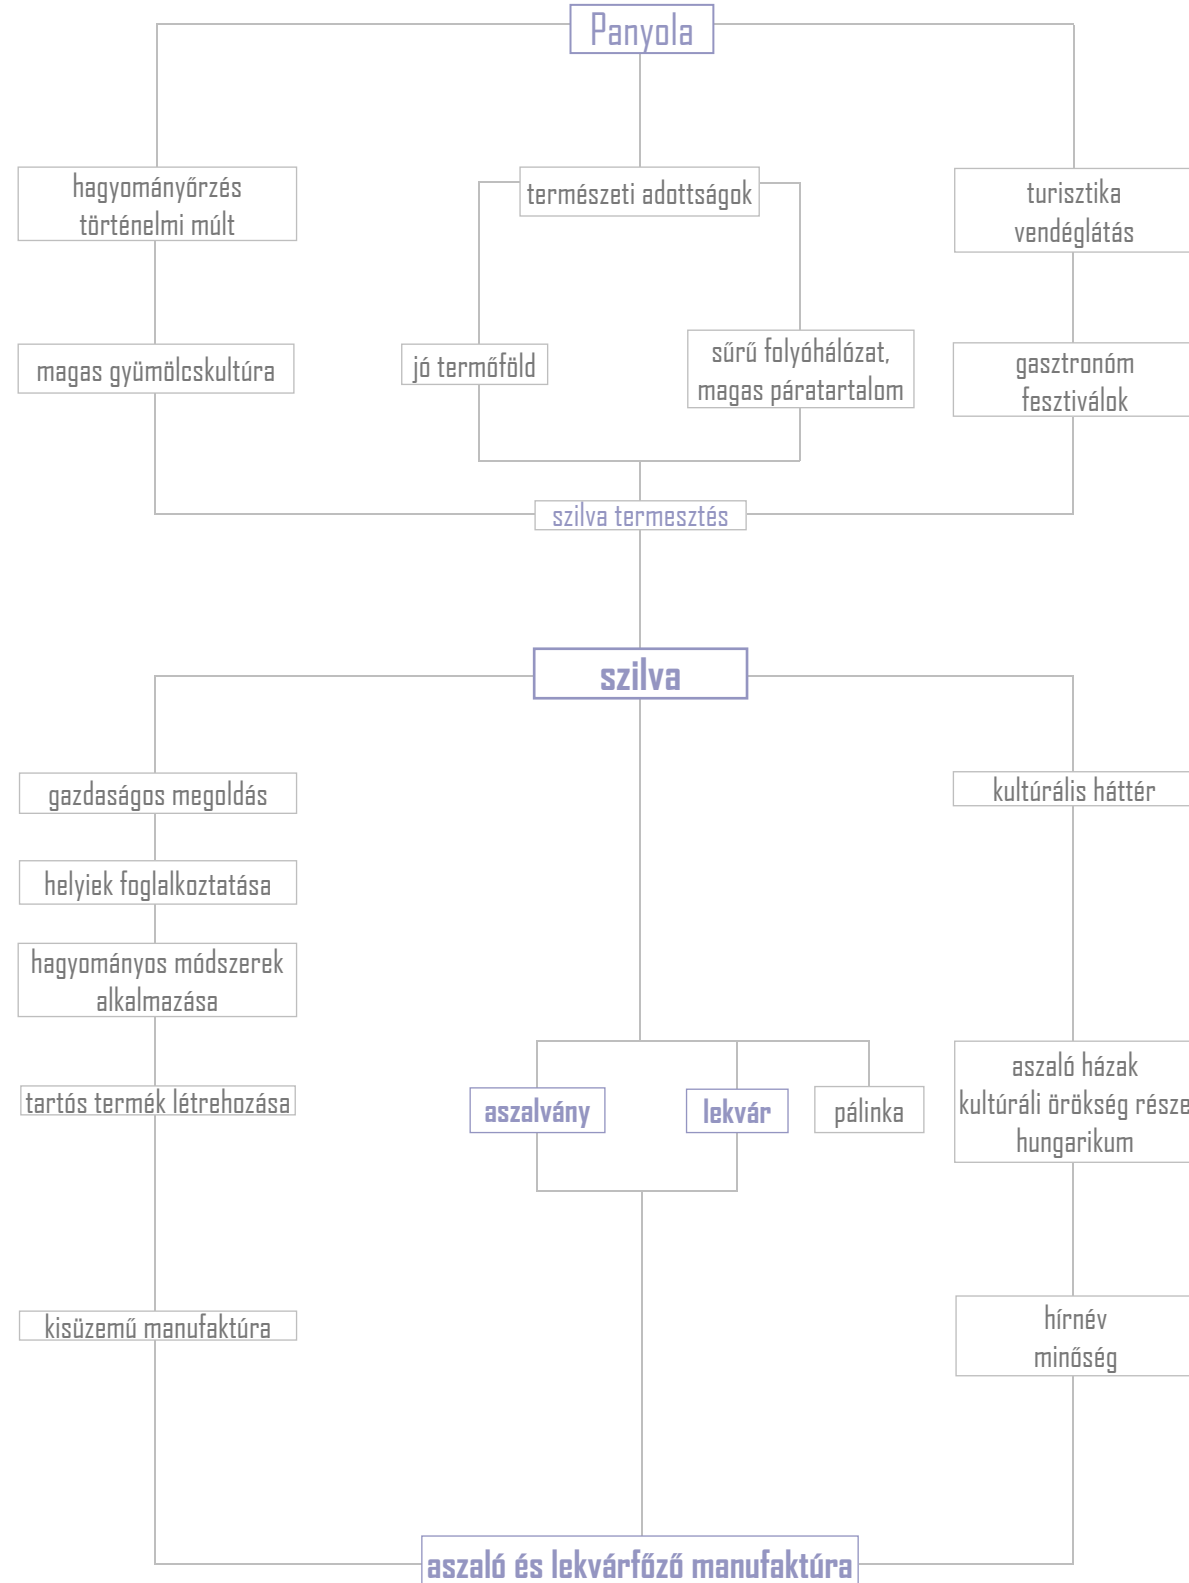 Panyola
hagyományőrzés
történelmi múlt
természeti adottságok
turisztika
vendéglátás
magas gyümölcskultúra
jó termőföld
sűrű folyóhálózat,
magas páratartalom
gasztronóm
fesztiválok
szilva termesztés
szilva
gazdaságos megoldás
kultúrális háttér
helyiek foglalkoztatása
hagyományos módszerek
alkalmazása
tartós termék létrehozása
aszalvány
lekvár
pálinka
aszaló házak
kultúráli örökség része
hungarikum
kisüzemű manufaktúra
hírnév
minőség
aszaló és lekvárfőző manufaktúra